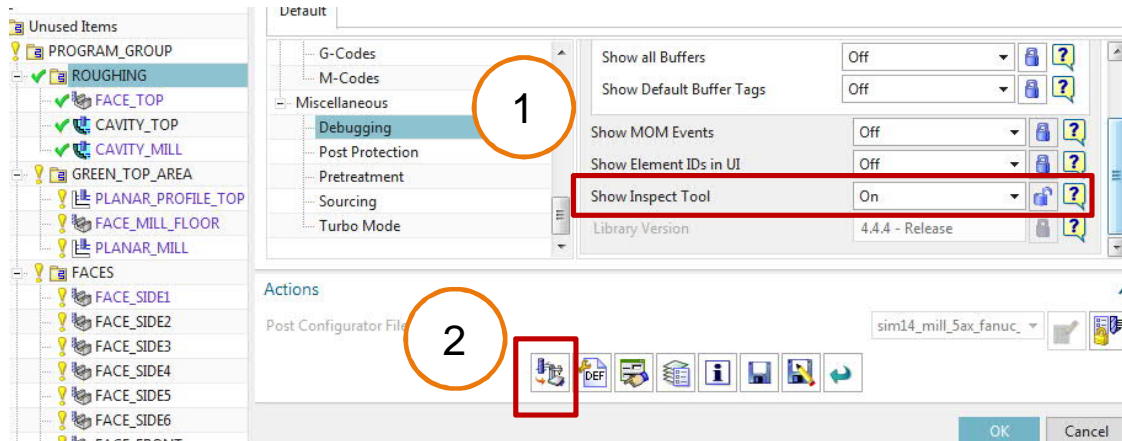 Unused Items
PROGRAM_GROUP
ROUGHING
FACE_TOP
CAVITY_TOP
CAVITY_MILL
GREEN_TOP_AREA
PLANAR_PROFILE_TOP
FACE_MILL_FLOOR
PLANAR_MILL
FACES
FACE_SIDE1
FACE_SIDE2
FACE_SIDE3
FACE_SIDE4
FACE_SIDE5
FACE_SIDE6
FACE_FRONT
Default
G-Codes
M-Codes
Miscellaneous
Debugging
Post Protection
Pretreatment
Sourcing
Turbo Mode
1
Show all Buffers Off
Show Default Buffer Tags Off
Show MOM Events Off
Show Element IDs in UI Off
Show Inspect Tool On
Library Version 4.4.4 - Release
Actions
Post Configurator File sim14_mill_5ax_fanuc_
2
DEF
OK Cancel